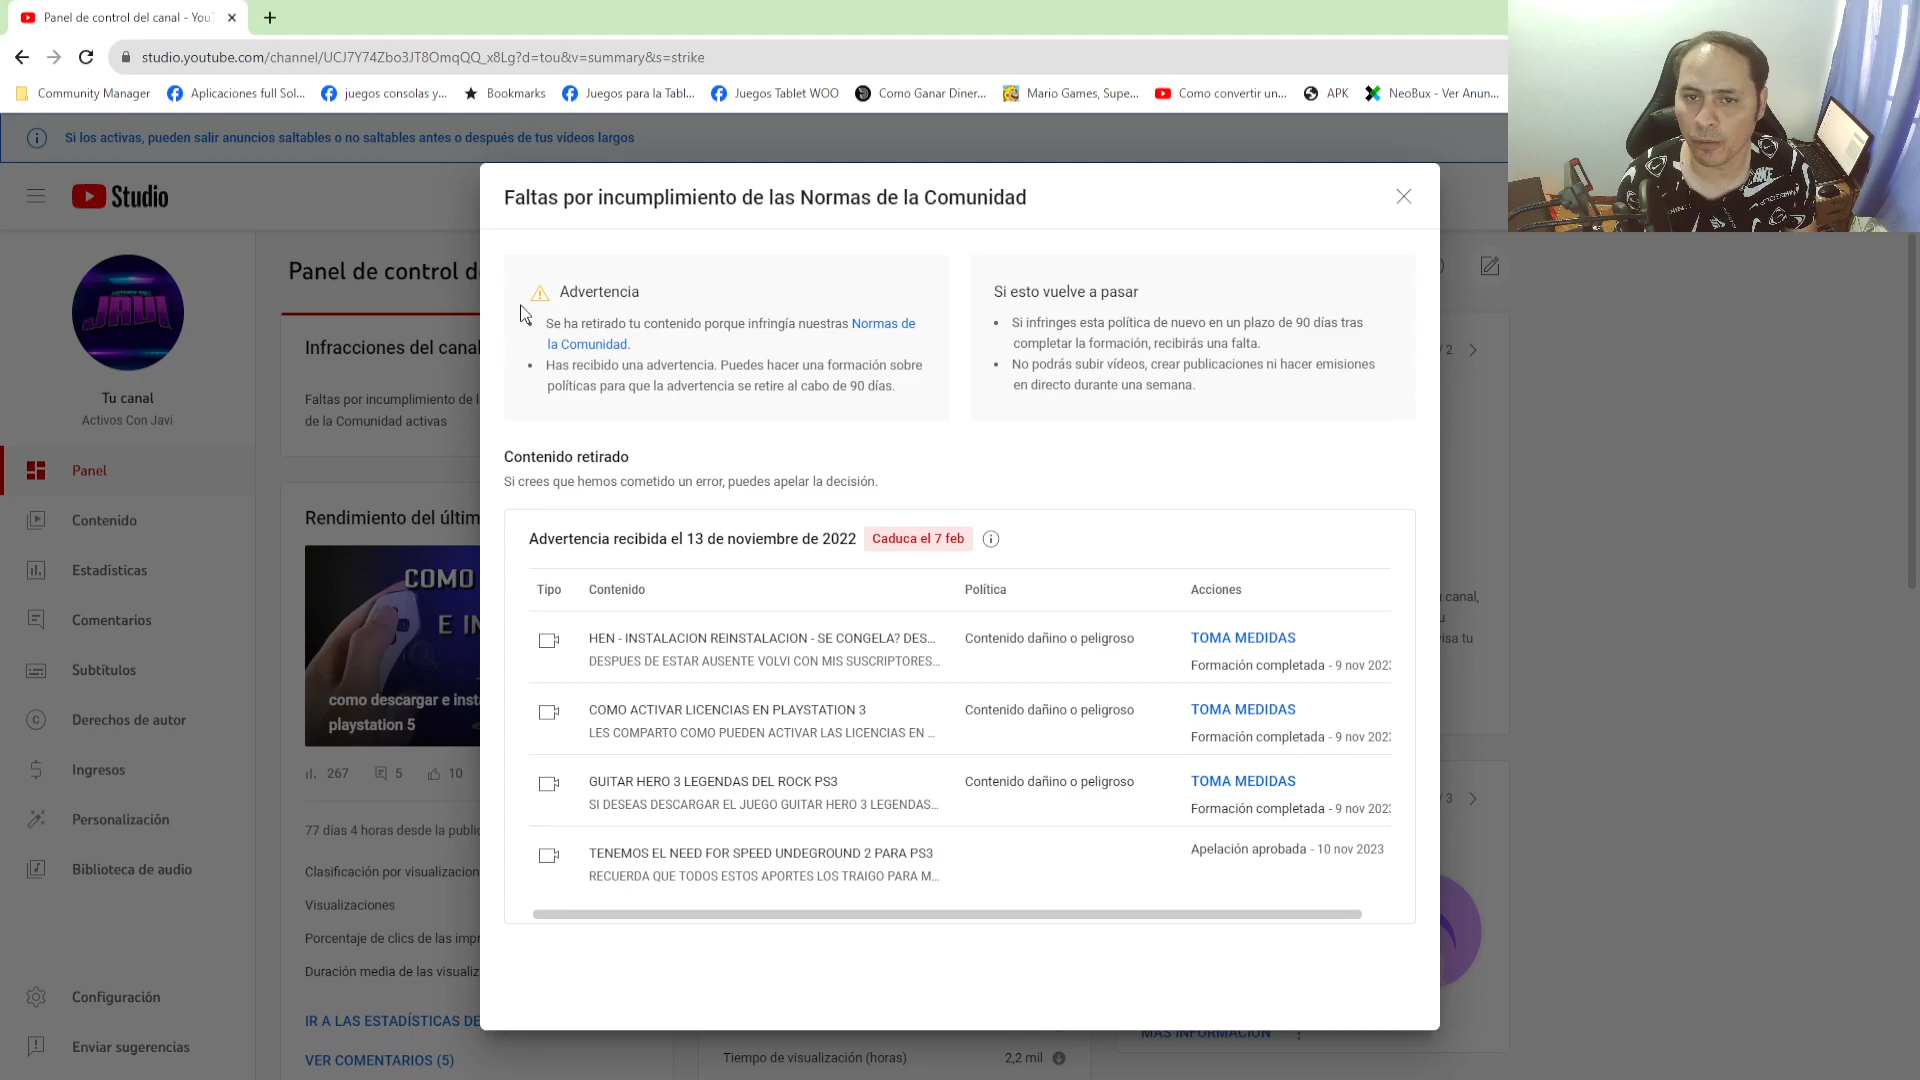 Panel de control del canal - You
studio.youtube.com/channel/UCJ7Y74Zbo3JT8OmqQQ_x8Lg?d=tou&v=summary&s=strike
Community Manager
Aplicaciones full Sol...
juegos consolas y...
Bookmarks
Juegos para la Tabl...
Juegos Tablet WOO
Como Ganar Diner...
Mario Games, Supe...
Como convertir un...
APK
NeoBux - Ver Anun...
Si los activas, pueden salir anuncios saltables o no saltables antes o después de tus vídeos largos
Studio
JAVI
Tu canal
Activos Con Javi
Panel
Contenido
Estadísticas
Comentarios
Subtítulos
Derechos de autor
Ingresos
Personalización
Biblioteca de audio
Configuración
Enviar sugerencias
Panel de control d
Infracciones del canal
Faltas por incumplimiento de l
de la Comunidad activas
Rendimiento del últim
COMO
E IN
como descargar e inst
playstation 5
267
5
10
77 días 4 horas desde la public
Clasificación por visualizacion
Visualizaciones
Porcentaje de clics de las impr
Duración media de las visualiz
IR A LAS ESTADÍSTICAS DE
VER COMENTARIOS (5)
Faltas por incumplimiento de las Normas de la Comunidad
Advertencia
Se ha retirado tu contenido porque infringía nuestras Normas de
la Comunidad.
Has recibido una advertencia. Puedes hacer una formación sobre
políticas para que la advertencia se retire al cabo de 90 días.
Si esto vuelve a pasar
Si infringes esta política de nuevo en un plazo de 90 días tras
completar la formación, recibirás una falta.
No podrás subir vídeos, crear publicaciones ni hacer emisiones
en directo durante una semana.
Contenido retirado
Si crees que hemos cometido un error, puedes apelar la decisión.
Advertencia recibida el 13 de noviembre de 2022 Caduca el 7 feb
Tipo Contenido Política Acciones
HEN - INSTALACION REINSTALACION - SE CONGELA? DES... Contenido dañino o peligroso TOMA MEDIDAS
DESPUES DE ESTAR AUSENTE VOLVI CON MIS SUSCRIPTORES... Formación completada - 9 nov 2023
COMO ACTIVAR LICENCIAS EN PLAYSTATION 3 Contenido dañino o peligroso TOMA MEDIDAS
LES COMPARTO COMO PUEDEN ACTIVAR LAS LICENCIAS EN ... Formación completada - 9 nov 2023
GUITAR HERO 3 LEGENDAS DEL ROCK PS3 Contenido dañino o peligroso TOMA MEDIDAS
SI DESEAS DESCARGAR EL JUEGO GUITAR HERO 3 LEGENDAS... Formación completada - 9 nov 2023
TENEMOS EL NEED FOR SPEED UNDEGROUND 2 PARA PS3 Apelación aprobada - 10 nov 2023
RECUERDA QUE TODOS ESTOS APORTES LOS TRAIGO PARA M...
/ 2
canal,
u
visa tu
/ 3
MÁS INFORMACIÓN
Tiempo de visualización (horas) 2,2 mil